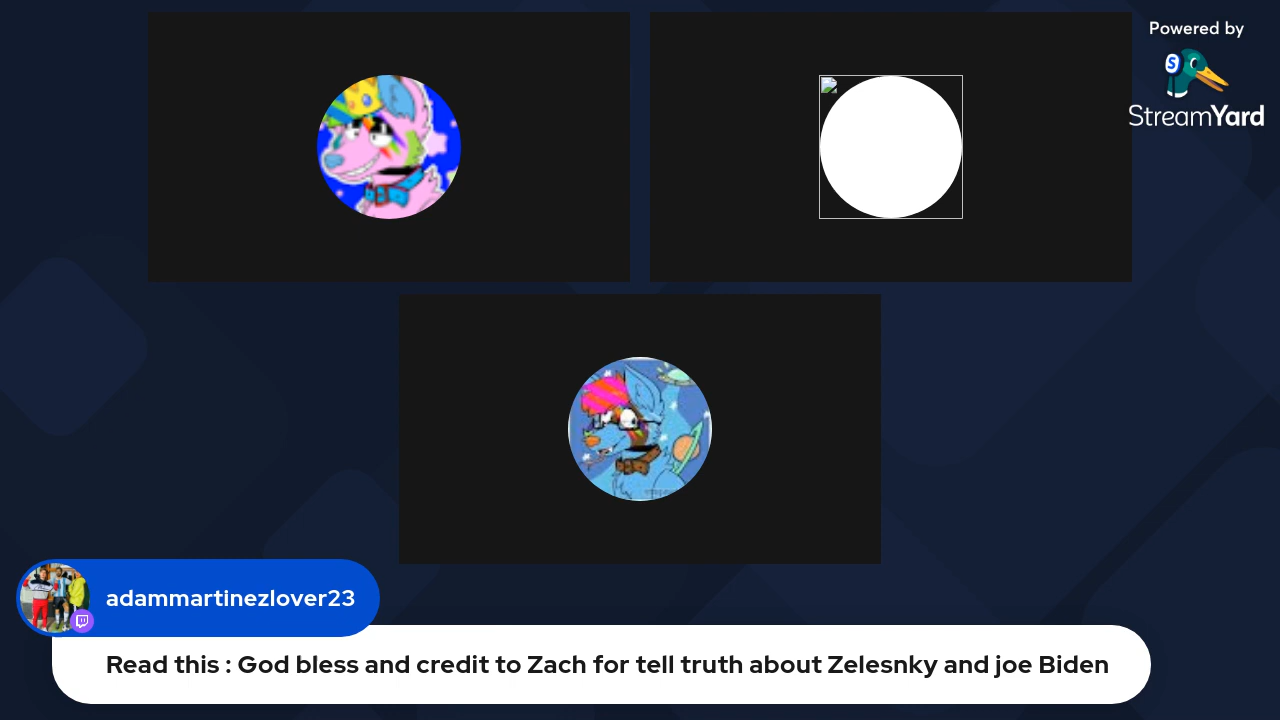 Powered by
StreamYard
adammartinezlover23
Read this : God bless and credit to Zach for tell truth about Zelesnky and joe Biden